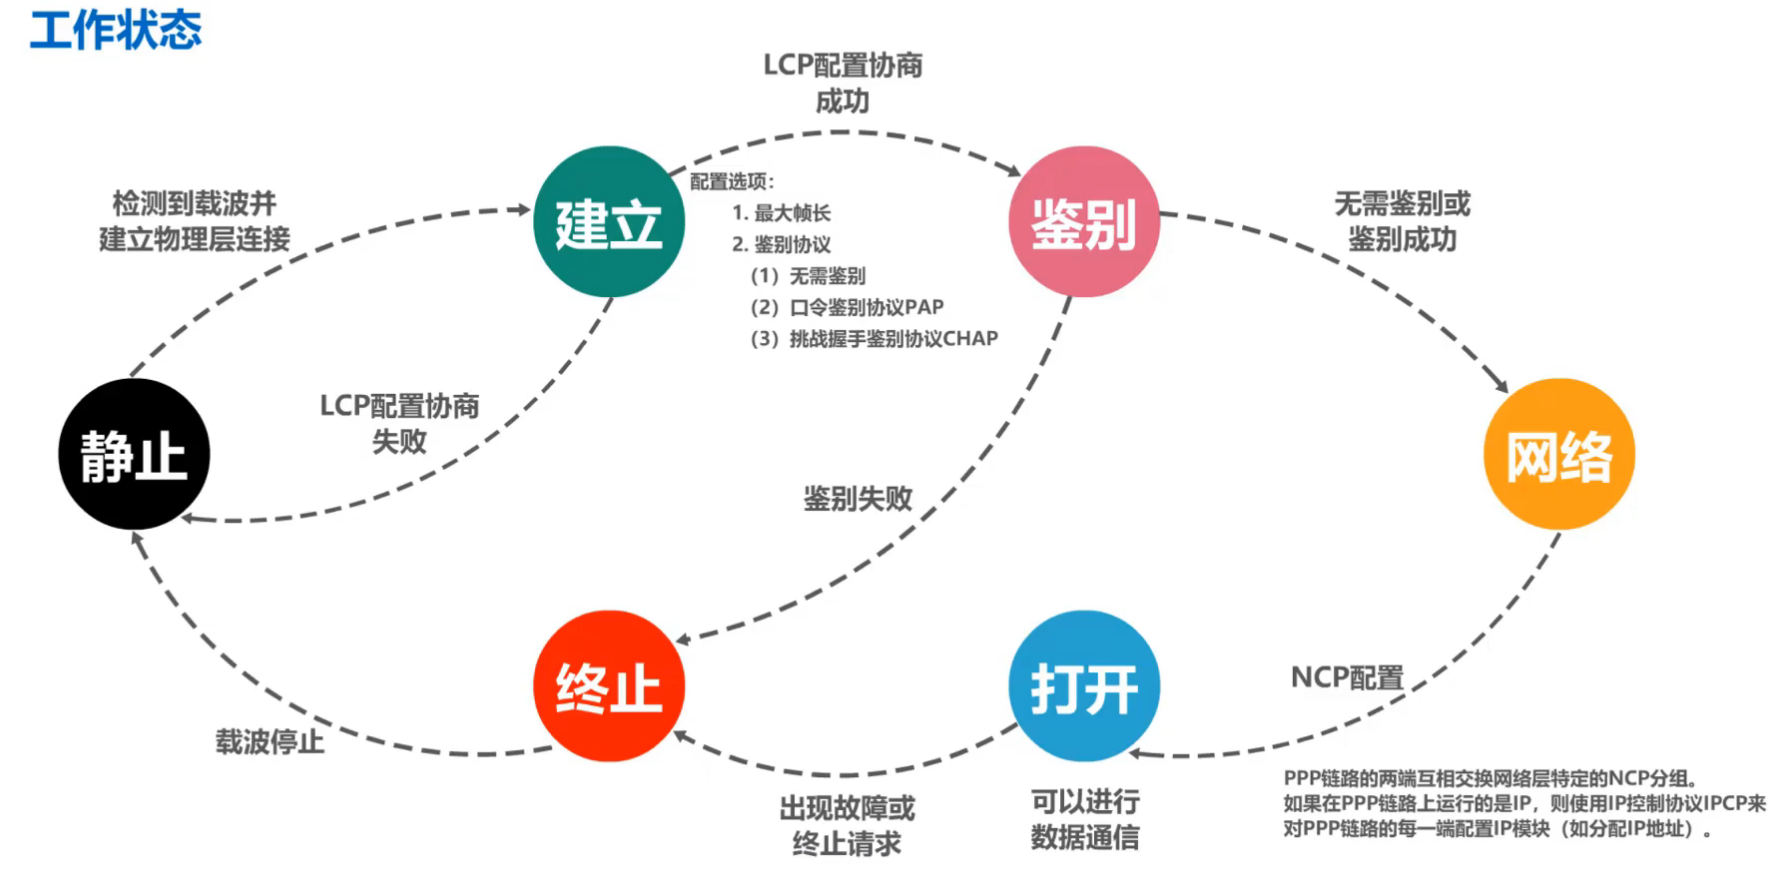 工作状态
LCP配置协商
成功
检测到载波并
建立物理层连接
建立
配置选项：
1. 最大帧长
2. 鉴别协议
（1）无需鉴别
（2）口令鉴别协议PAP
（3）挑战握手鉴别协议CHAP
鉴别
无需鉴别或
鉴别成功
静止
LCP配置协商
失败
网络
鉴别失败
终止
打开
NCP配置
载波停止
出现故障或
终止请求
可以进行
数据通信
PPP链路的两端互相交换网络层特定的NCP分组。
如果在PPP链路上运行的是IP，则使用IP控制协议IPCP来
对PPP链路的每一端配置IP模块（如分配IP地址）。